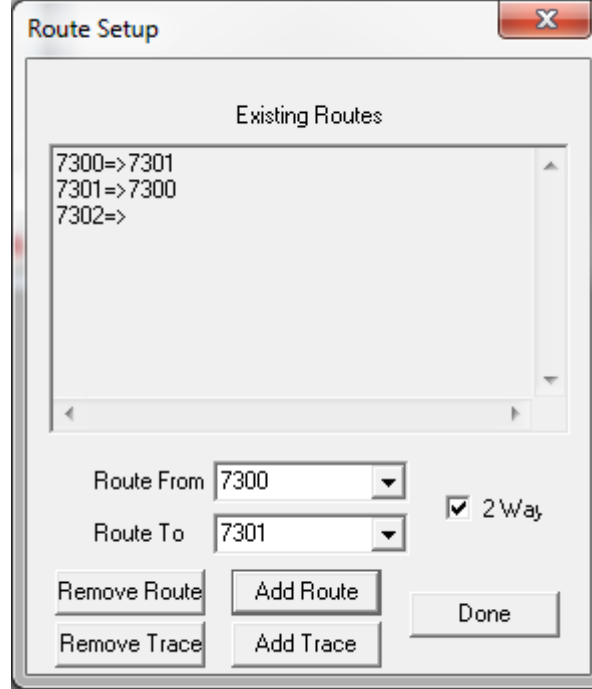 Route Setup
Existing Routes
7300=>7301
7301=>7300
7302=>
Route From 7300
Route To 7301
2 Way
Remove Route Add Route
Done
Remove Trace Add Trace